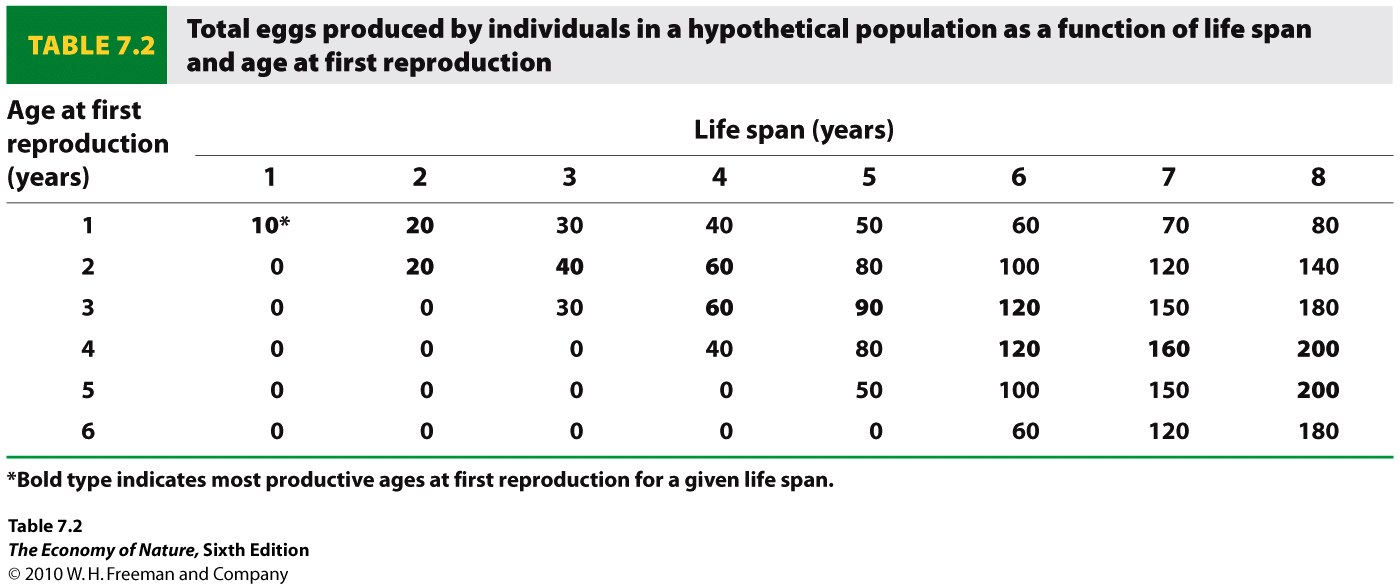 TABLE 7.2
Total eggs produced by individuals in a hypothetical population as a function of life span
and age at first reproduction
Age at first
reproduction
(years)
Life span (years)
1 2 3 4 5 6 7 8
1 10* 20 30 40 50 60 70 80
2 0 20 40 60 80 100 120 140
3 0 0 30 60 90 120 150 180
4 0 0 0 40 80 120 160 200
5 0 0 0 0 50 100 150 200
6 0 0 0 0 0 60 120 180
*Bold type indicates most productive ages at first reproduction for a given life span.
Table 7.2
The Economy of Nature, Sixth Edition
© 2010 W. H. Freeman and Company